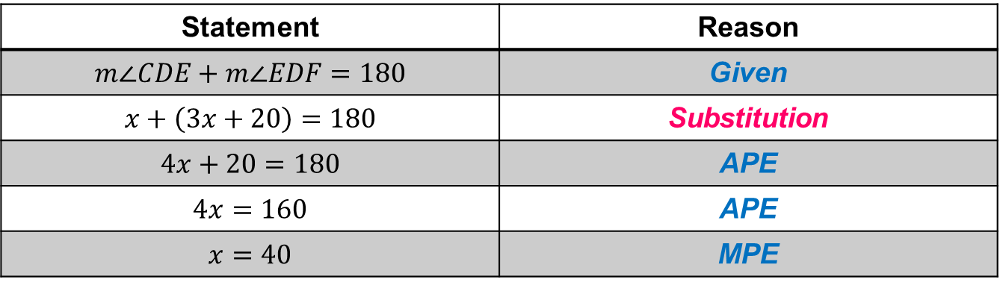 Statement Reason
𝑚∠𝐶𝐷𝐸 + 𝑚∠𝐸𝐷𝐹 = 180 Given
𝑥 + (3𝑥 + 20) = 180 Substitution
4𝑥 + 20 = 180 APE
4𝑥 = 160 APE
𝑥 = 40 MPE